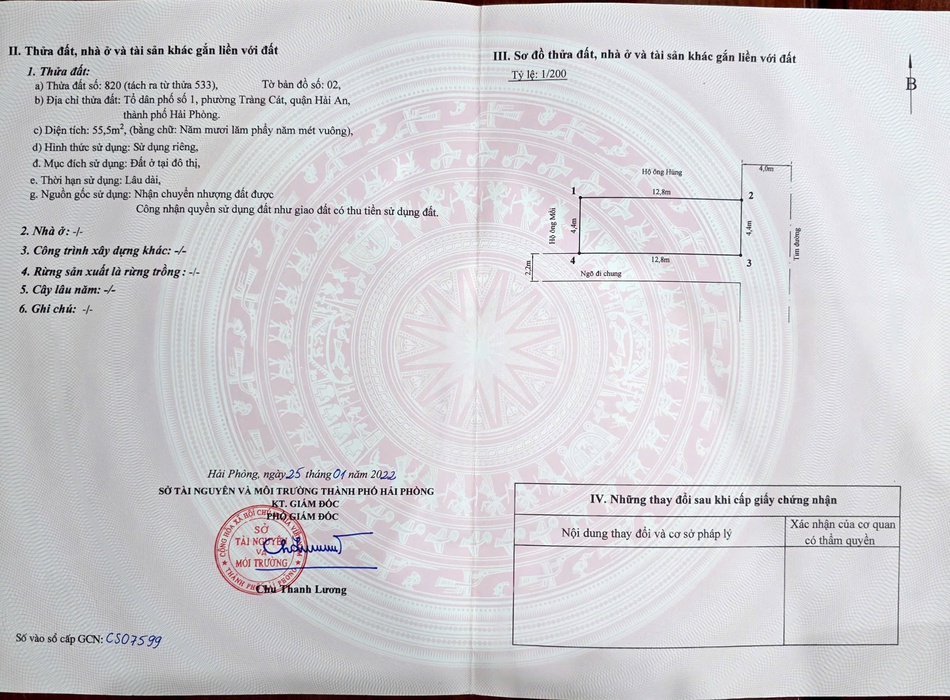 II. Thửa đất, nhà ở và tài sản khác gắn liền với đất
1. Thửa đất:
a) Thửa đất số: 820 (tách ra từ thửa 533), Tờ bản đồ số: 02,
b) Địa chỉ thửa đất: Tổ dân phố số 1, phường Tràng Cát, quận Hải An,
thành phố Hải Phòng.
c) Diện tích: 55,5m², (bằng chữ: Năm mươi lăm phẩy năm mét vuông),
d) Hình thức sử dụng: Sử dụng riêng,
đ. Mục đích sử dụng: Đất ở tại đô thị,
e. Thời hạn sử dụng: Lâu dài,
g. Nguồn gốc sử dụng: Nhận chuyển nhượng đất được
Công nhận quyền sử dụng đất như giao đất có thu tiền sử dụng đất.
2. Nhà ở: -/-
3. Công trình xây dựng khác: -/-
4. Rừng sản xuất là rừng trồng: -/-
5. Cây lâu năm: -/-
6. Ghi chú: -/-
Hải Phòng, ngày 25 tháng 01 năm 2022
SỞ TÀI NGUYÊN VÀ MÔI TRƯỜNG THÀNH PHỐ HẢI PHÒNG
KT. GIÁM ĐỐC
PHÓ GIÁM ĐỐC
CỘNG HÒA XÃ HỘI CHỦ NGHĨA VIỆT NAM
SỞ
TÀI NGUYÊN
VÀ
MÔI TRƯỜNG
THÀNH PHỐ HẢI PHÒNG
Chu Thanh Lương
Số vào sổ cấp GCN: CS07599
III. Sơ đồ thửa đất, nhà ở và tài sản khác gắn liền với đất
Tỷ lệ: 1/200
B
Hộ ông Hùng
4,0m
1
12,8m
2
Hộ ông Mỗi
4,4m
4,4m
Tim đường
4
12,8m
3
2,2m
Ngõ đi chung
IV. Những thay đổi sau khi cấp giấy chứng nhận
Nội dung thay đổi và cơ sở pháp lý
Xác nhận của cơ quan
có thẩm quyền